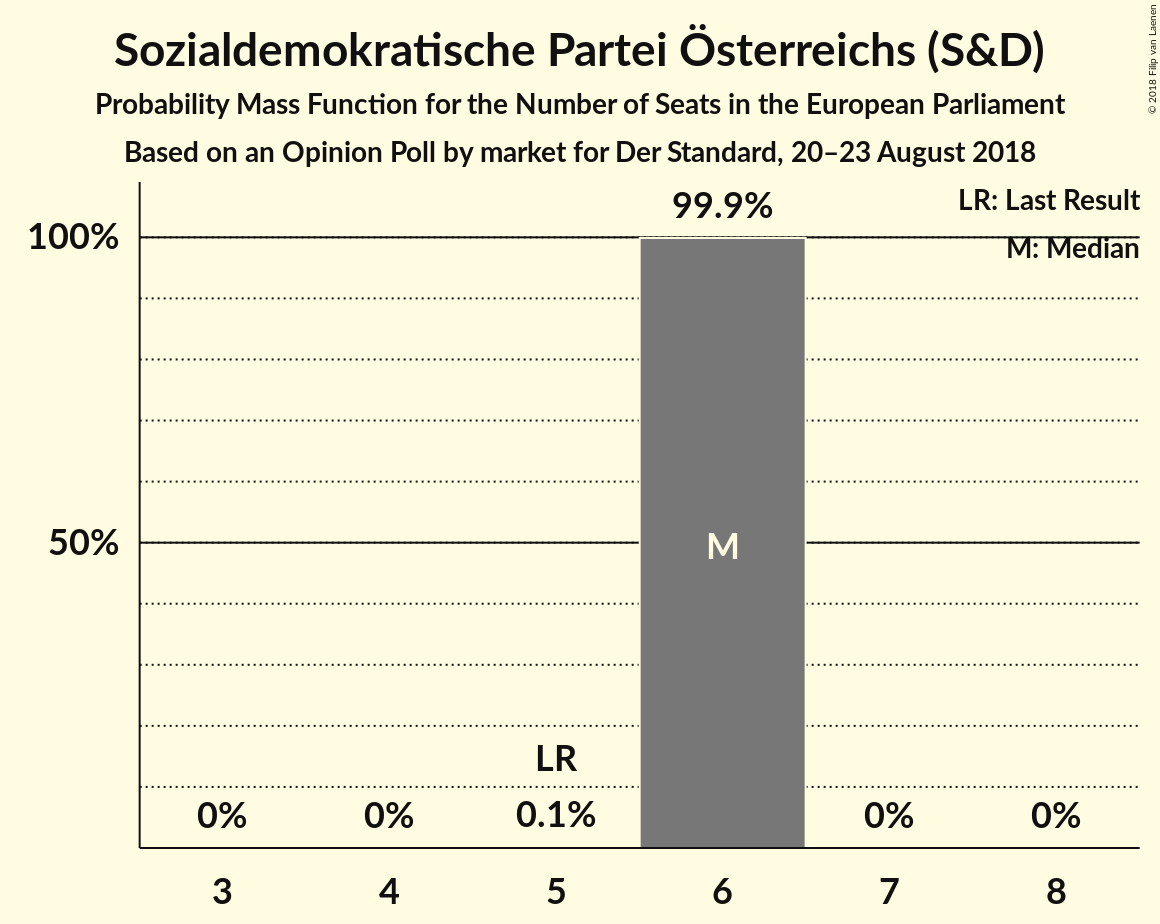 Sozialdemokratische Partei Österreichs (S&D)
Probability Mass Function for the Number of Seats in the European Parliament
Based on an Opinion Poll by market for Der Standard, 20–23 August 2018
© 2018 Filip van Laenen
LR: Last Result
M: Median
99.9%
100%
50%
M
LR
0% 0% 0.1% 0% 0%
3 4 5 6 7 8